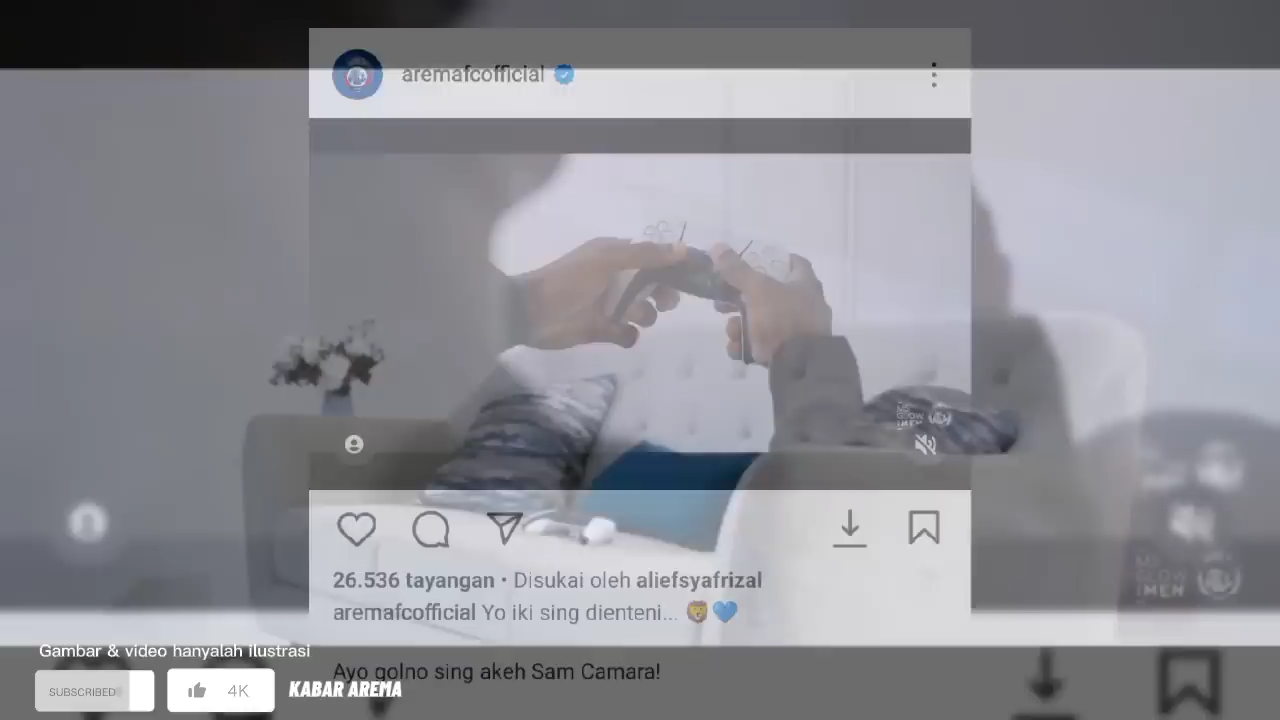 aremafcofficial
26.536 tayangan • Disukai oleh aliefsyafrizal
aremafcofficial Yo iki sing dienteni... 🦁💙
Gambar & video hanyalah ilustrasi
Ayo golno sing akeh Sam Camara!
SUBSCRIBED
4K
KABAR AREMA